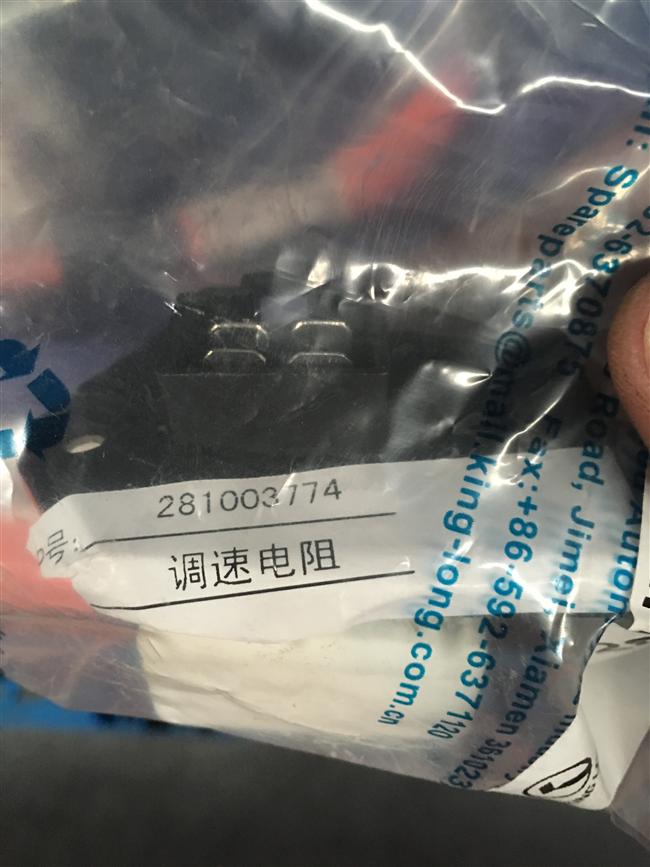 281003774
号:
调速电阻
Spareparts@mail.king-long.com.cn
Fax:+86-592-6371120
Road, Jimei, Xiamen 361023